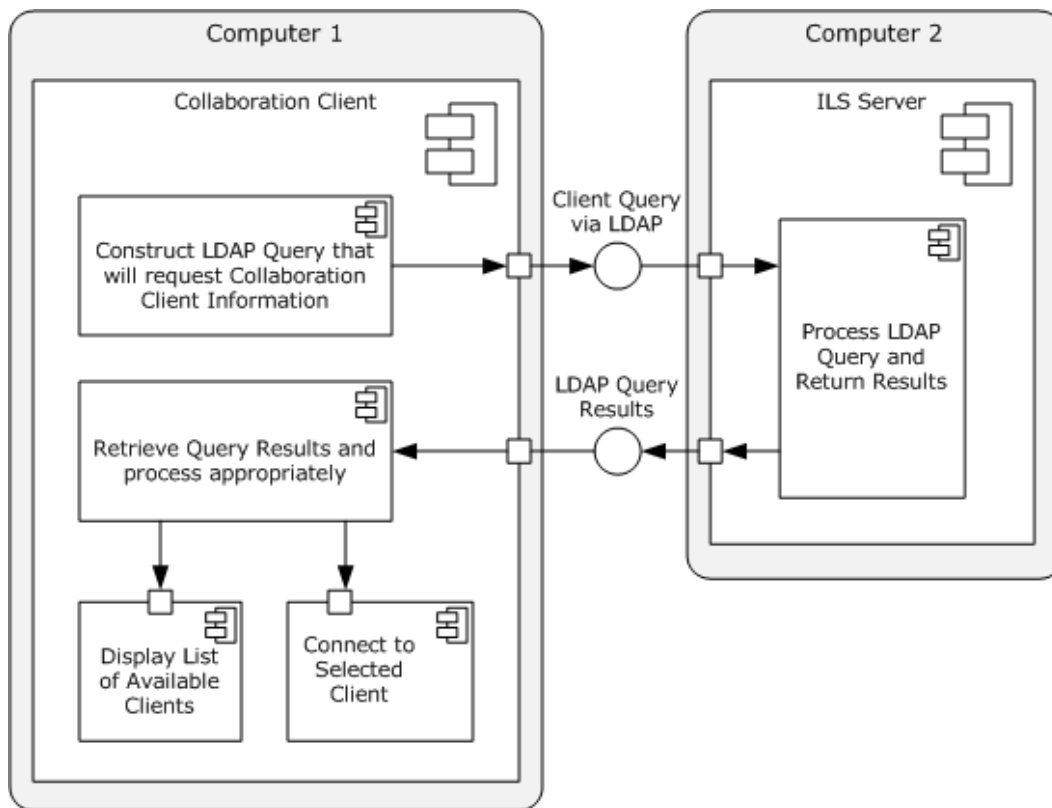 Computer 1
Collaboration Client
Construct LDAP Query that
will request Collaboration
Client Information
Retrieve Query Results and
process appropriately
Display List
of Available
Clients
Connect to
Selected
Client
Client Query
via LDAP
LDAP Query
Results
Computer 2
ILS Server
Process LDAP
Query and
Return Results